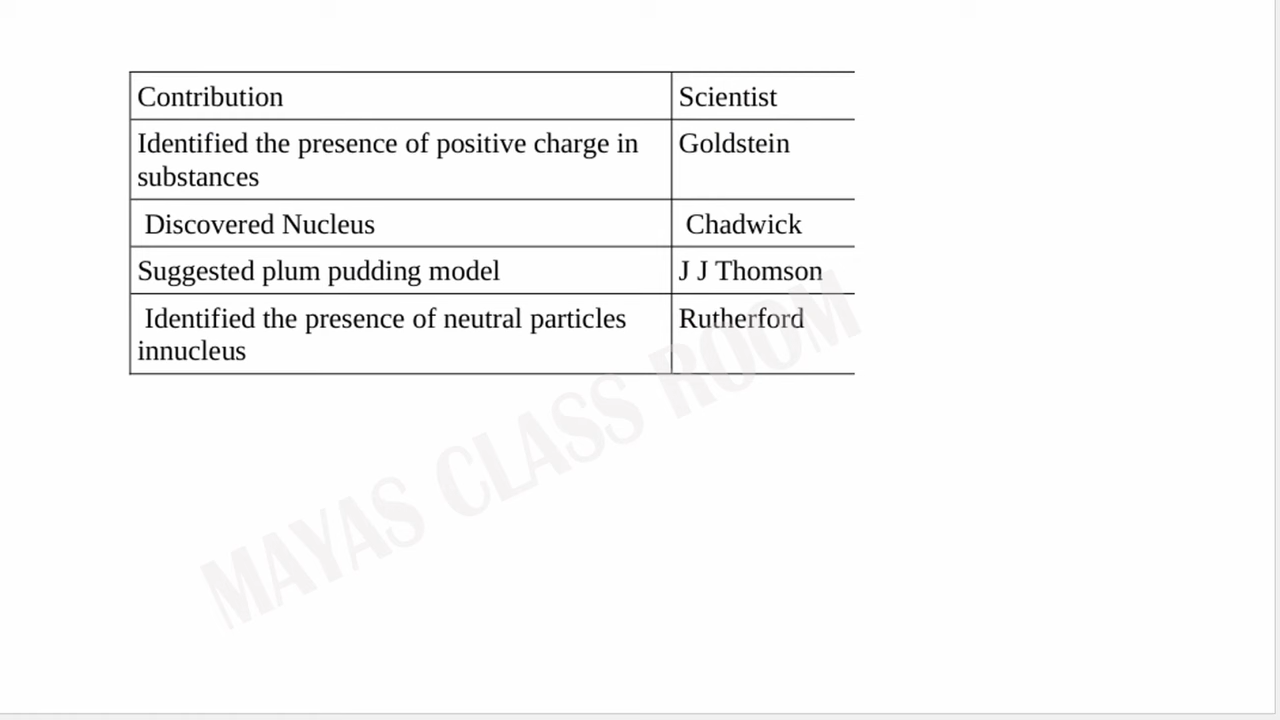 Contribution Scientist
Identified the presence of positive charge in Goldstein
substances
Discovered Nucleus Chadwick
Suggested plum pudding model J J Thomson
Identified the presence of neutral particles Rutherford
innucleus
MAYAS CLASS ROOM